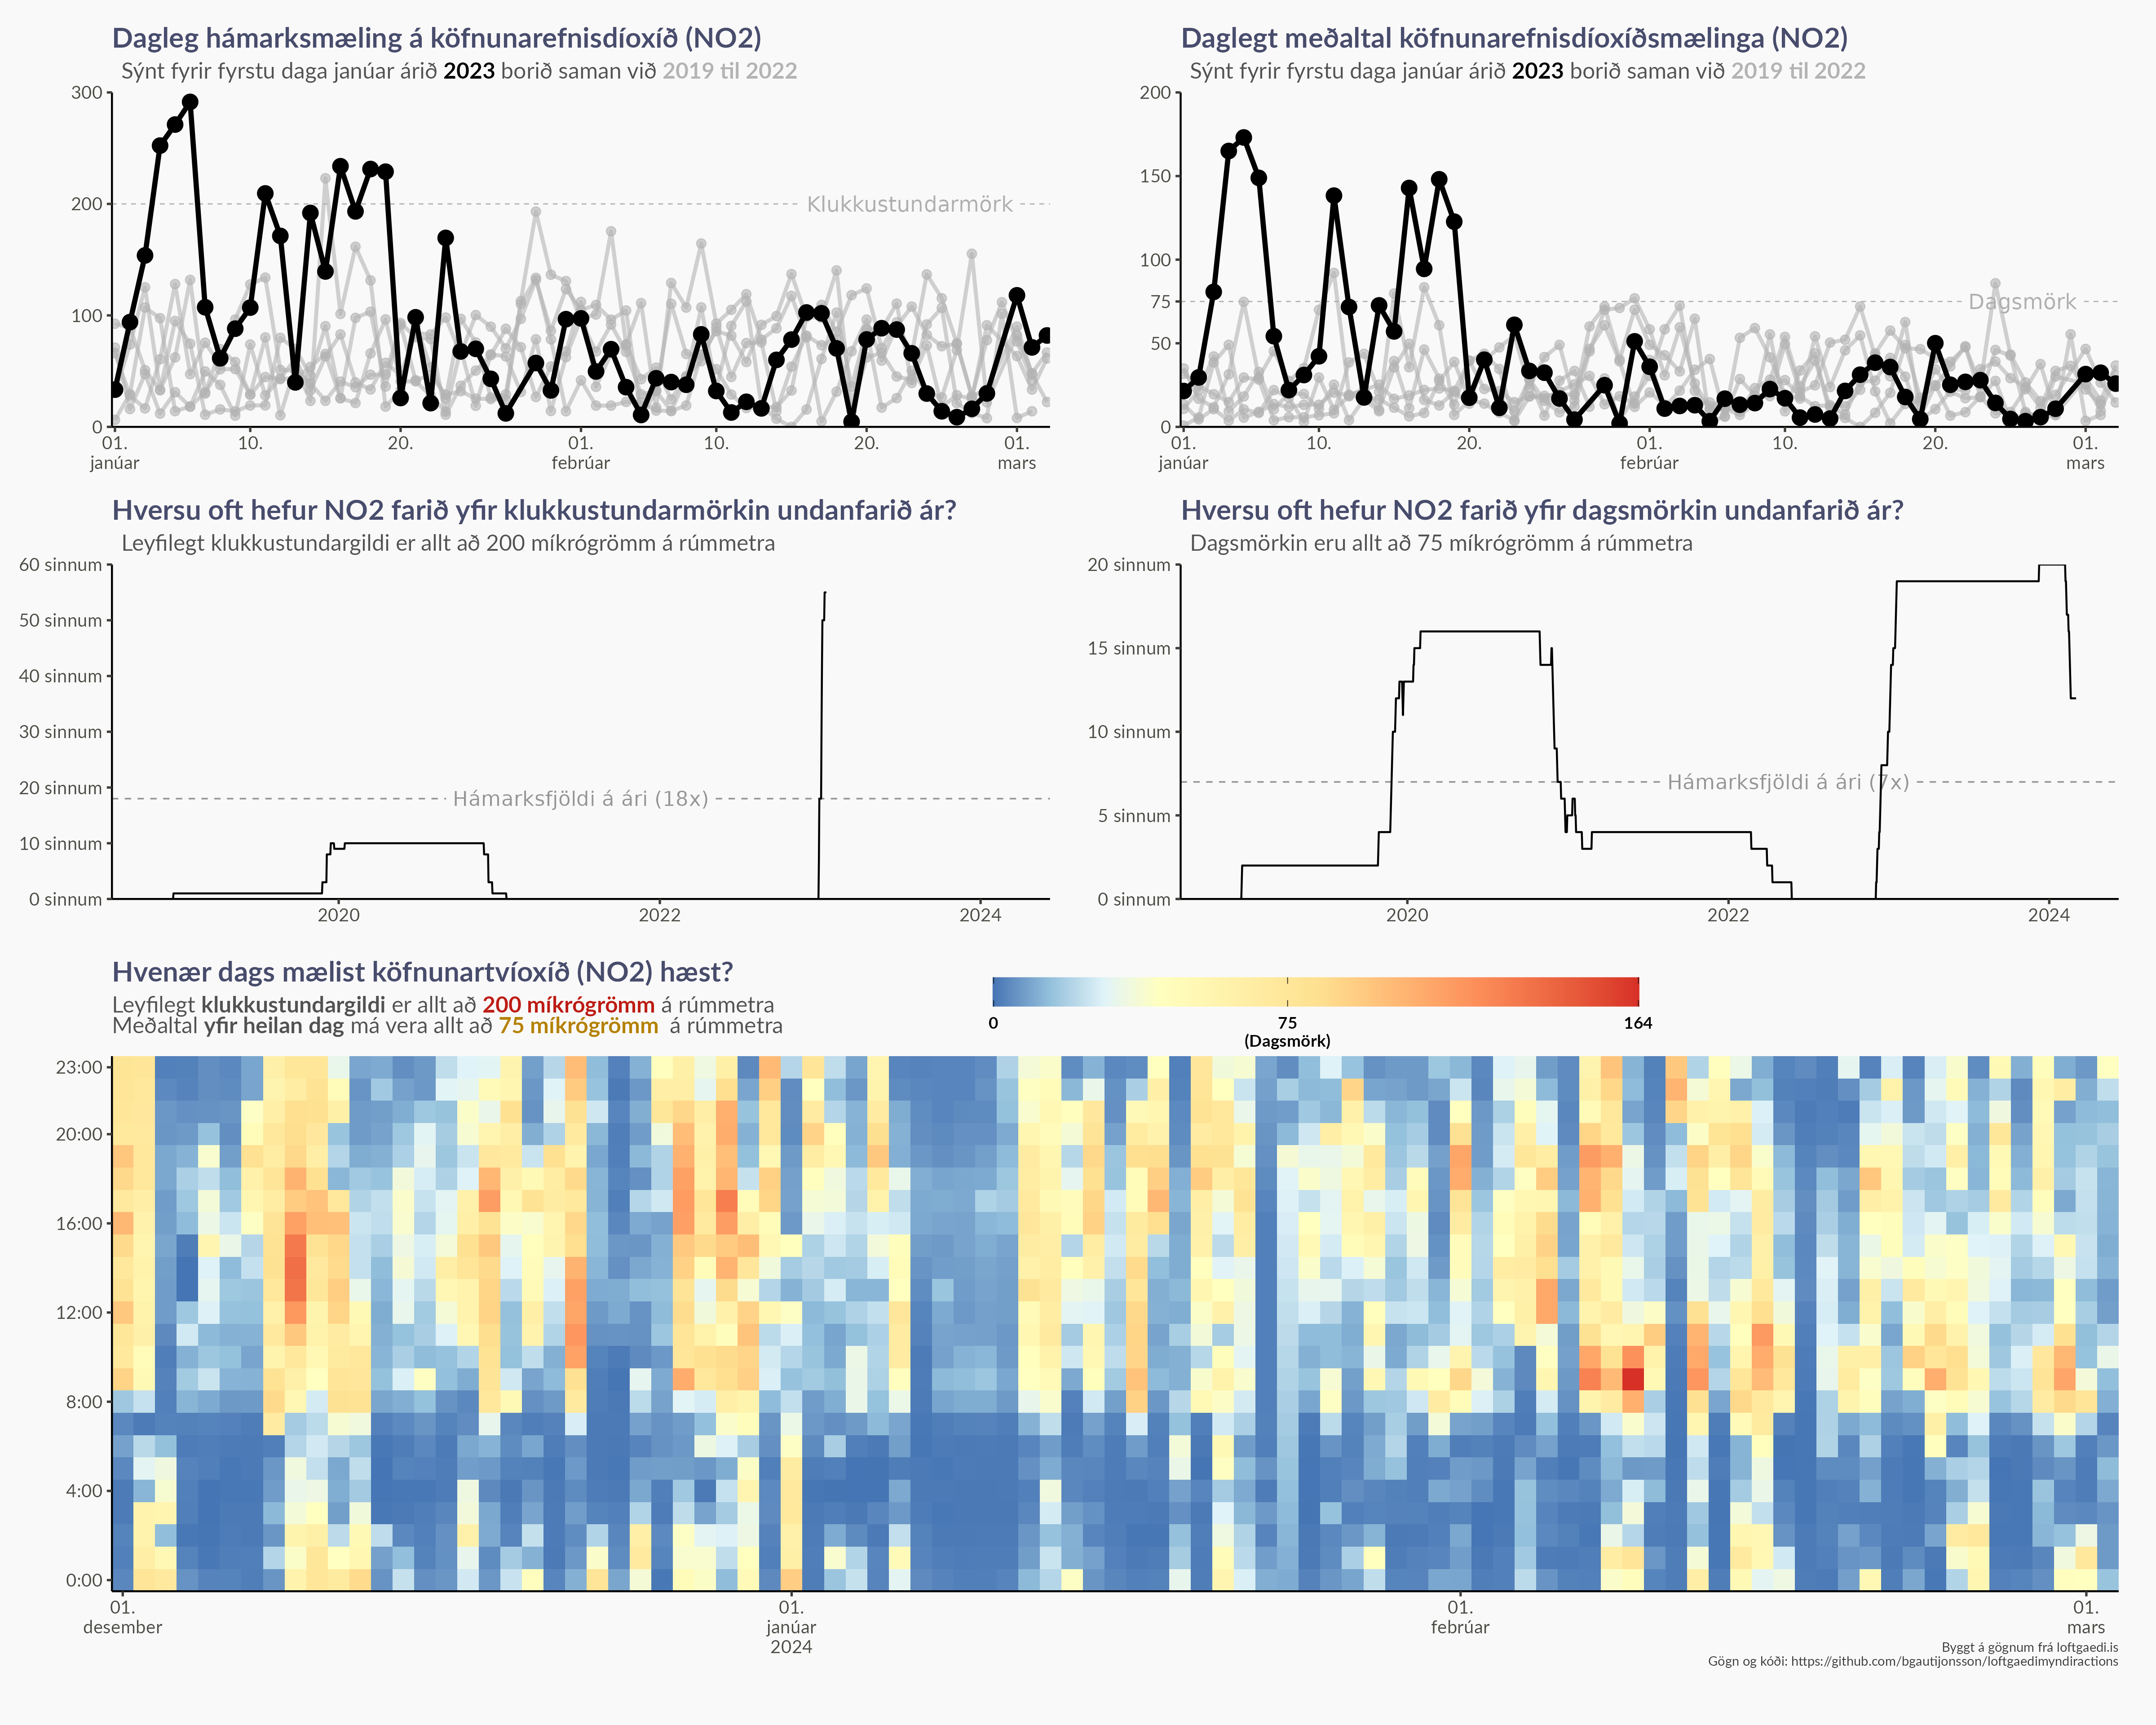 Dagleg hámarksmæling á köfnunarefnisdíoxíð (NO2)
Sýnt fyrir fyrstu daga janúar árið 2023 borið saman við 2019 til 2022
300
200
100
0
Klukkustundarmörk
01.
janúar
10.
20.
01.
febrúar
10.
20.
01.
mars
Daglegt meðaltal köfnunarefnisdíoxíðsmælinga (NO2)
Sýnt fyrir fyrstu daga janúar árið 2023 borið saman við 2019 til 2022
200
150
100
75
50
0
Dagsmörk
01.
janúar
10.
20.
01.
febrúar
10.
20.
01.
mars
Hversu oft hefur NO2 farið yfir klukkustundarmörkin undanfarið ár?
Leyfilegt klukkustundargildi er allt að 200 míkrógrömm á rúmmetra
60 sinnum
50 sinnum
40 sinnum
30 sinnum
20 sinnum
10 sinnum
0 sinnum
Hámarksfjöldi á ári (18x)
2020
2022
2024
Hversu oft hefur NO2 farið yfir dagsmörkin undanfarið ár?
Dagsmörkin eru allt að 75 míkrógrömm á rúmmetra
20 sinnum
15 sinnum
10 sinnum
5 sinnum
0 sinnum
Hámarksfjöldi á ári (7x)
2020
2022
2024
Hvenær dags mælist köfnunartvíoxíð (NO2) hæst?
Leyfilegt klukkustundargildi er allt að 200 míkrógrömm á rúmmetra
Meðaltal yfir heilan dag má vera allt að 75 míkrógrömm á rúmmetra
0
75
(Dagsmörk)
164
23:00
20:00
16:00
12:00
8:00
4:00
0:00
01.
desember
01.
janúar
2024
01.
febrúar
01.
mars
Byggt á gögnum frá loftgaedi.is
Gögn og kóði: https://github.com/bgautijonsson/loftgaedimyndiractions